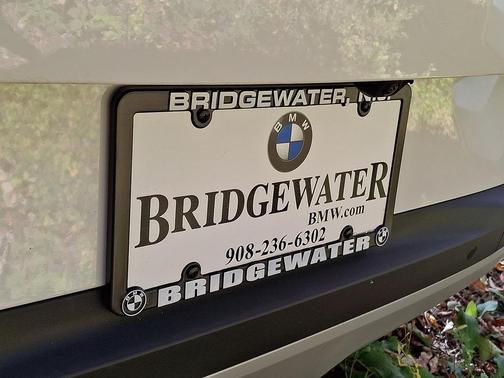 BRIDGEWATER, N.J.
BMW
BRIDGEWATER
BMW.com
908-236-6302
BRIDGEWATER